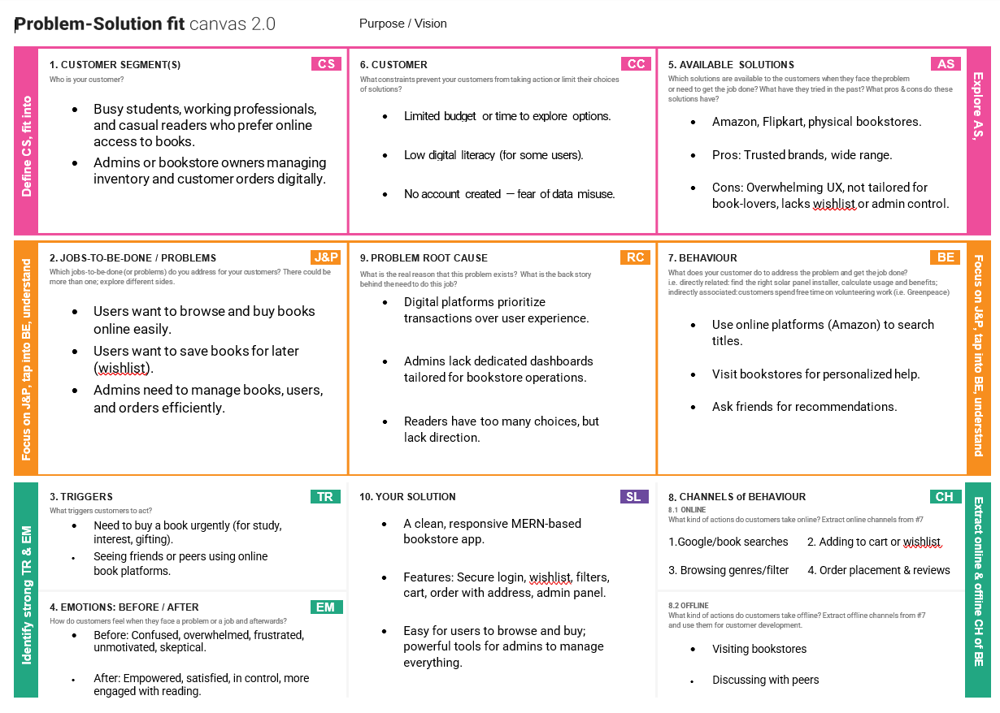 Problem-Solution fit canvas 2.0
Purpose / Vision
Define CS, fit into
1. CUSTOMER SEGMENT(S)
CS
Who is your customer?
• Busy students, working professionals,
and casual readers who prefer online
access to books.
• Admins or bookstore owners managing
inventory and customer orders digitally.
6. CUSTOMER
CC
What constraints prevent your customers from taking action or limit their choices
of solutions?
• Limited budget or time to explore options.
• Low digital literacy (for some users).
• No account created — fear of data misuse.
5. AVAILABLE SOLUTIONS
AS
Which solutions are available to the customers when they face the problem
or need to get the job done? What have they tried in the past? What pros & cons do these
solutions have?
• Amazon, Flipkart, physical bookstores.
• Pros: Trusted brands, wide range.
• Cons: Overwhelming UX, not tailored for
book-lovers, lacks wishlist or admin control.
Explore AS,
Focus on J&P, tap into BE, understand
2. JOBS-TO-BE-DONE / PROBLEMS
J&P
Which jobs-to-be-done (or problems) do you address for your customers? There could be
more than one; explore different sides.
• Users want to browse and buy books
online easily.
• Users want to save books for later
(wishlist).
• Admins need to manage books, users,
and orders efficiently.
9. PROBLEM ROOT CAUSE
RC
What is the real reason that this problem exists? What is the back story
behind the need to do this job?
• Digital platforms prioritize
transactions over user experience.
• Admins lack dedicated dashboards
tailored for bookstore operations.
• Readers have too many choices, but
lack direction.
7. BEHAVIOUR
BE
What does your customer do to address the problem and get the job done?
i.e. directly related: find the right solar panel installer, calculate usage and benefits;
indirectly associated: customers spend free time on volunteering work (i.e. Greenpeace)
• Use online platforms (Amazon) to search
titles.
• Visit bookstores for personalized help.
• Ask friends for recommendations.
Focus on J&P, tap into BE, understand
Identify strong TR & EM
3. TRIGGERS
TR
What triggers customers to act?
• Need to buy a book urgently (for study,
interest, gifting).
• Seeing friends or peers using online
book platforms.
4. EMOTIONS: BEFORE / AFTER
EM
How do customers feel when they face a problem or a job and afterwards?
• Before: Confused, overwhelmed, frustrated,
unmotivated, skeptical.
• After: Empowered, satisfied, in control, more
engaged with reading.
10. YOUR SOLUTION
SL
• A clean, responsive MERN-based
bookstore app.
• Features: Secure login, wishlist, filters,
cart, order with address, admin panel.
• Easy for users to browse and buy;
powerful tools for admins to manage
everything.
8. CHANNELS of BEHAVIOUR
CH
8.1 ONLINE
What kind of actions do customers take online? Extract online channels from #7
1.Google/book searches 2. Adding to cart or wishlist
3. Browsing genres/filter 4. Order placement & reviews
8.2 OFFLINE
What kind of actions do customers take offline? Extract offline channels from #7
and use them for customer development.
• Visiting bookstores
• Discussing with peers
Extract online & offline CH of BE